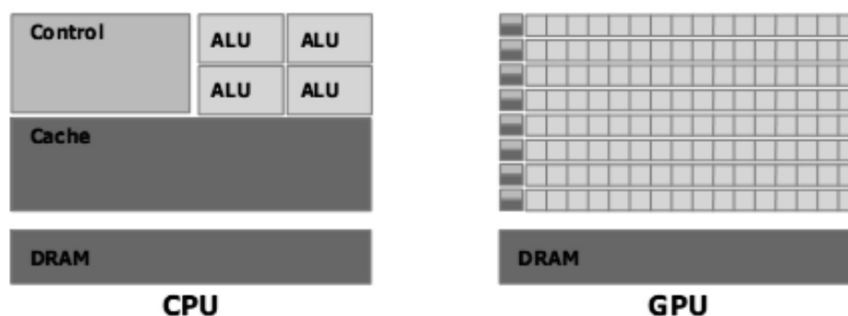 Control
ALU ALU
ALU ALU
Cache
DRAM
CPU
DRAM
GPU